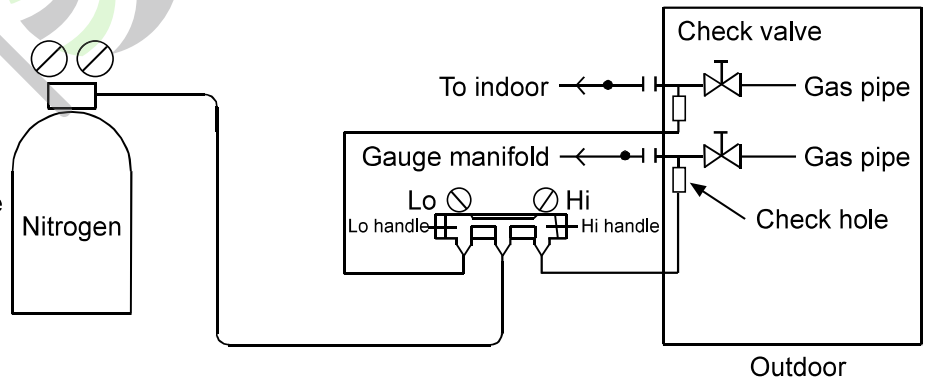 Check valve
To indoor
Gas pipe
Gauge manifold
Gas pipe
Lo
Hi
Lo handle
Hi handle
Check hole
Nitrogen
Outdoor